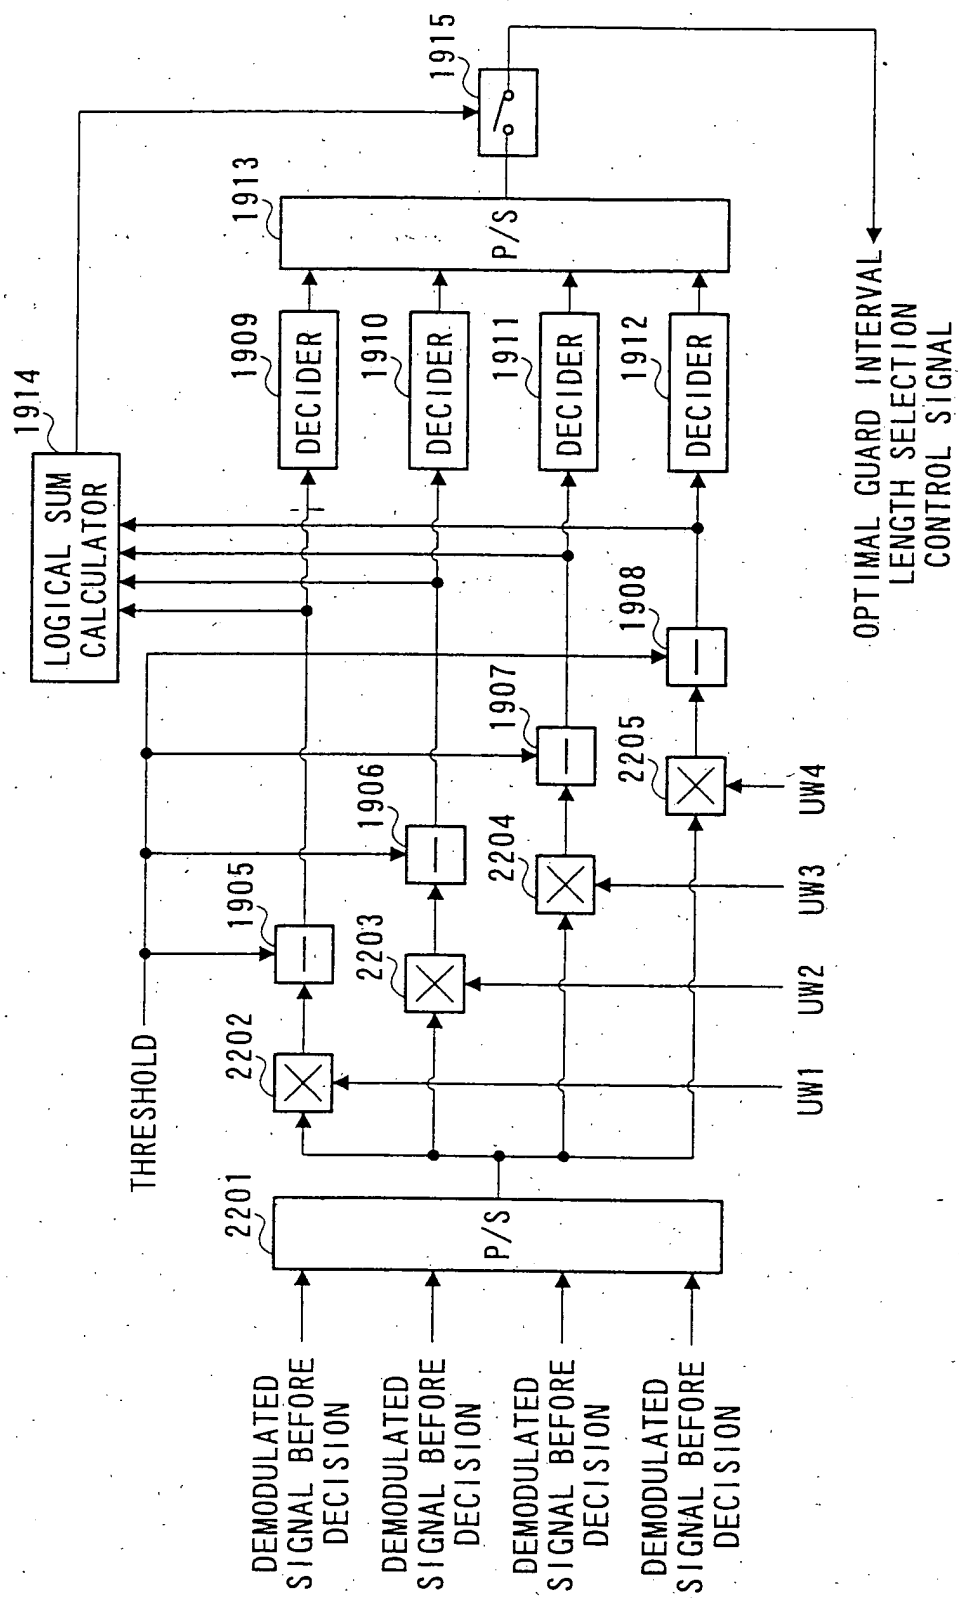 DEMODULATED
SIGNAL BEFORE
DECISION
DEMODULATED
SIGNAL BEFORE
DECISION
DEMODULATED
SIGNAL BEFORE
DECISION
DEMODULATED
SIGNAL BEFORE
DECISION
2201
P/S
THRESHOLD
2202
2203
2204
2205
UW1
UW2
UW3
UW4
1905
1906
1907
1908
LOGICAL SUM
CALCULATOR
1914
1909
DECIDER
1910
DECIDER
1911
DECIDER
1912
DECIDER
1913
P/S
1915
OPTIMAL GUARD INTERVAL
LENGTH SELECTION
CONTROL SIGNAL